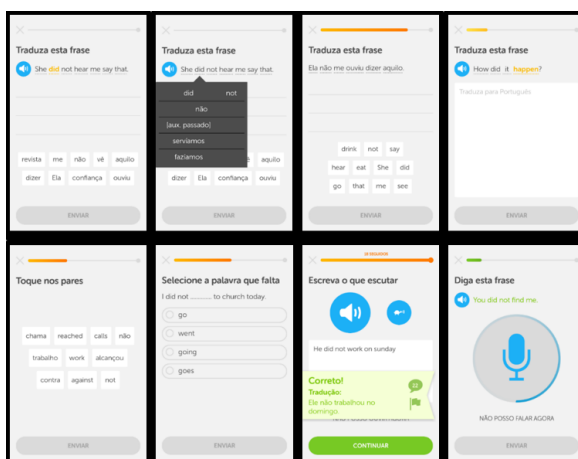 Traduza esta frase
She did not hear me say that.
revista me não vê aquilo
dizer Ela confiança ouviu
ENVIAR
Traduza esta frase
She did not hear me say that.
did not
não
[aux. passado]
servíamos
fazíamos
aquilo
dizer Ela confiança ouviu
ENVIAR
Traduza esta frase
Ela não me ouviu dizer aquilo.
drink not say
hear eat She did
go that me see
ENVIAR
Traduza esta frase
How did it happen?
Traduza para Português
ENVIAR
Toque nos pares
chama reached calls não
trabalho work alcançou
contra against not
ENVIAR
Selecione a palavra que falta
I did not ____ to church today.
go
went
going
goes
ENVIAR
Escreva o que escutar
He did not work on sunday
Correto!
Tradução:
Ele não trabalhou no
domingo.
CONTINUAR
Diga esta frase
You did not find me.
NÃO POSSO FALAR AGORA
ENVIAR